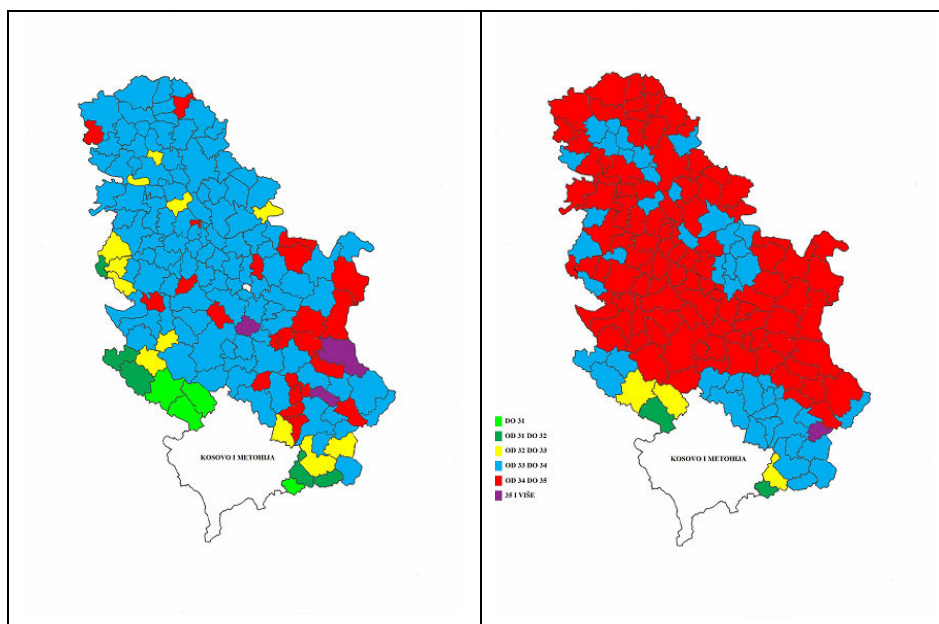 KOSOVO I METOHIJA
DO 31
OD 31 DO 32
OD 32 DO 33
OD 33 DO 34
OD 34 DO 35
35 I VIŠE
KOSOVO I METOHIJA